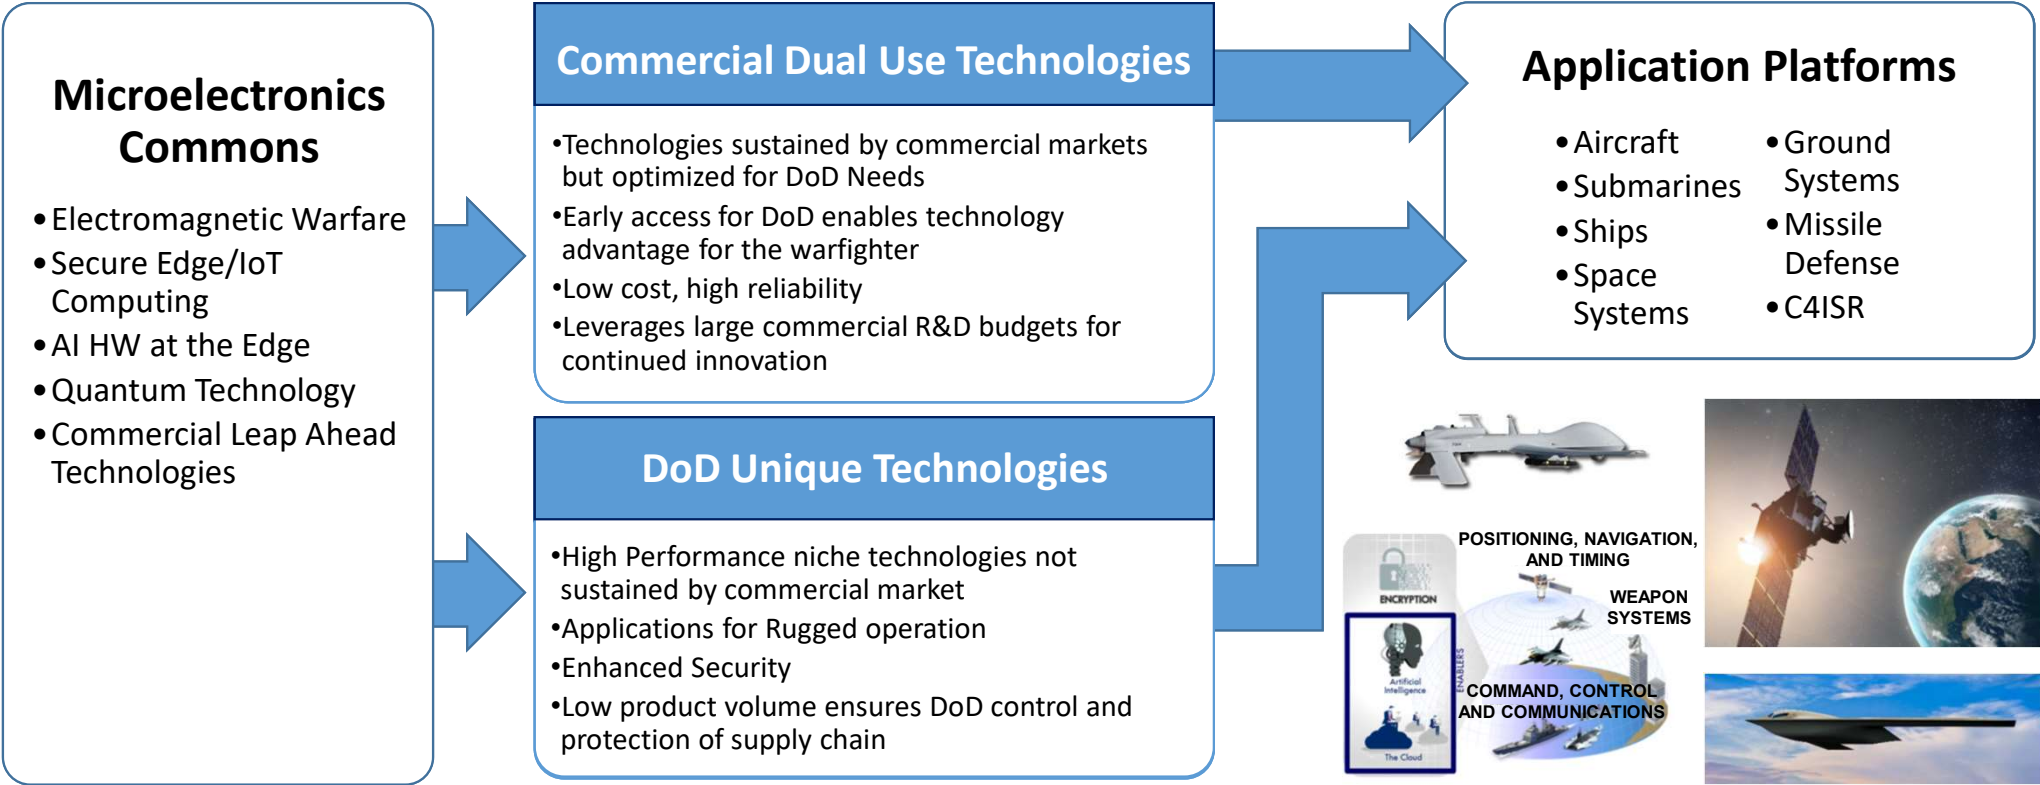 Microelectronics
Commons
•Electromagnetic Warfare
•Secure Edge/IoT
Computing
•AI HW at the Edge
•Quantum Technology
•Commercial Leap Ahead
Technologies
Commercial Dual Use Technologies
•Technologies sustained by commercial markets
but optimized for DoD Needs
•Early access for DoD enables technology
advantage for the warfighter
•Low cost, high reliability
•Leverages large commercial R&D budgets for
continued innovation
DoD Unique Technologies
•High Performance niche technologies not
sustained by commercial market
•Applications for Rugged operation
•Enhanced Security
•Low product volume ensures DoD control and
protection of supply chain
Application Platforms
•Aircraft
•Submarines
•Ships
•Space
Systems
•Ground
Systems
•Missile
Defense
•C4ISR
POSITIONING, NAVIGATION,
AND TIMING
ENCRYPTION
WEAPON
SYSTEMS
Artificial
Intelligence
ENABLERS
COMMAND, CONTROL
AND COMMUNICATIONS
The Cloud